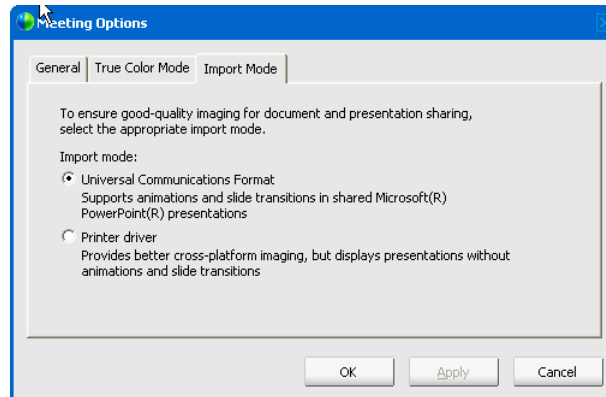 Meeting Options
General True Color Mode Import Mode
To ensure good-quality imaging for document and presentation sharing,
select the appropriate import mode.
Import mode:
Universal Communications Format
Supports animations and slide transitions in shared Microsoft(R)
PowerPoint(R) presentations
Printer driver
Provides better cross-platform imaging, but displays presentations without
animations and slide transitions
OK Apply Cancel